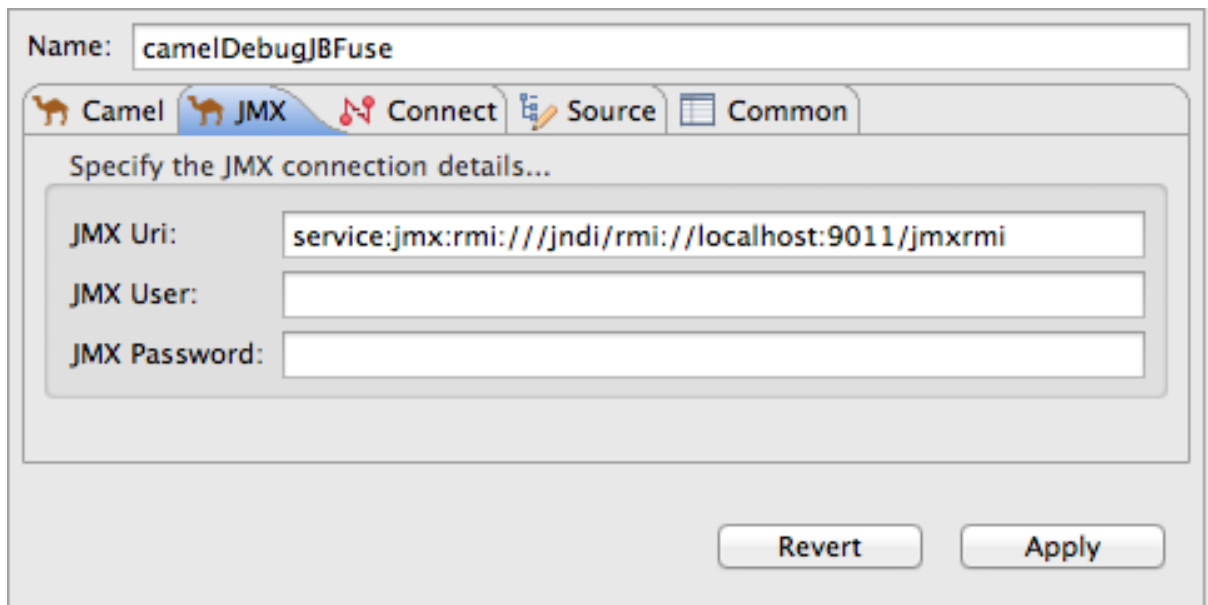 Name: camelDebugJBFuse
Camel JMX Connect Source Common
Specify the JMX connection details...
JMX Uri: service:jmx:rmi:///jndi/rmi://localhost:9011/jmxrmi
JMX User:
JMX Password:
Revert Apply